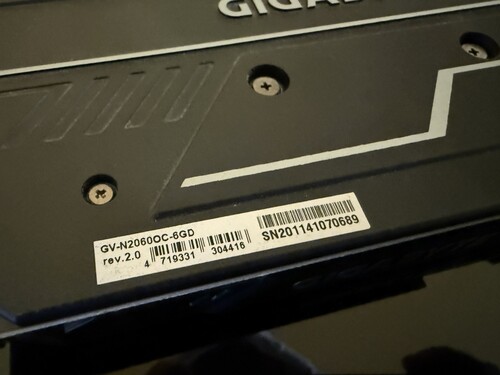 GIGA
GV-N2060OC-6GD
rev.2.0
4 719331 304416
SN201141070689